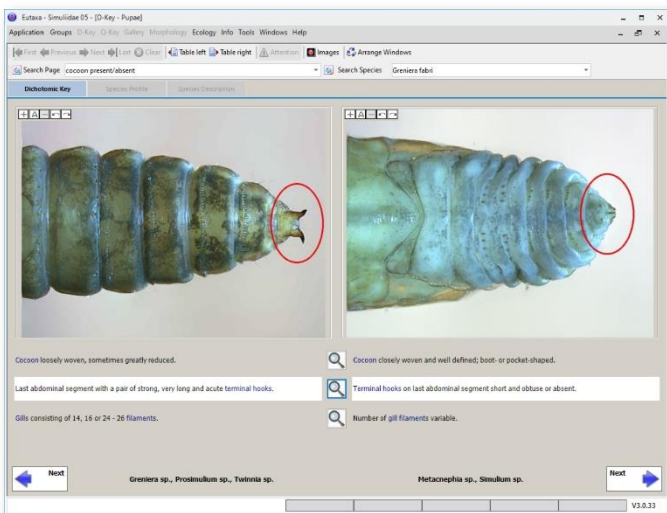 Eutaxa - Simuliidae 05 - [D-Key - Pupae]
Application Groups D-Key Q-Key Gallery Morphology Ecology Info Tools Windows Help
First Previous Next Last Clear Table left Table right Attention Images Arrange Windows
Search Page cocoon present/absent Search Species Greniera fabri
Dichotomic Key Species Profile Species Description
A A
Cocoon loosely woven, sometimes greatly reduced. Cocoon closely woven and well defined; boot- or pocket-shaped.
Last abdominal segment with a pair of strong, very long and acute terminal hooks. Terminal hooks on last abdominal segment short and obtuse or absent.
Gills consisting of 14, 16 or 24 - 26 filaments. Number of gill filaments variable.
Next Greniera sp., Prosimulium sp., Twinnia sp. Metacnephia sp., Simulium sp. Next
V3.0.33